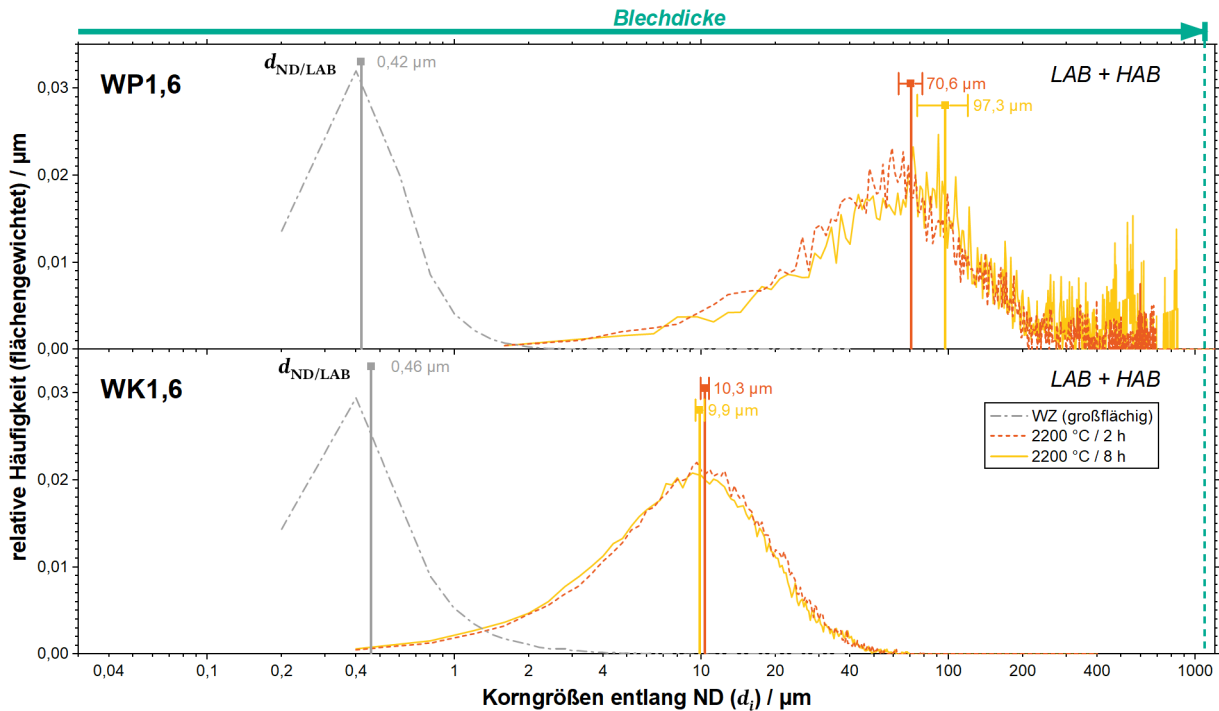 Blechdicke
WP1,6
d_ND/LAB
0,42 µm
70,6 µm
97,3 µm
LAB + HAB
0,03
0,02
0,01
0,00
WK1,6
d_ND/LAB
0,46 µm
10,3 µm
9,9 µm
LAB + HAB
WZ (großflächig)
2200 °C / 2 h
2200 °C / 8 h
0,03
0,02
0,01
0,00
relative Häufigkeit (flächengewichtet) / µm
0,04 0,1 0,2 0,4 1 2 4 10 20 40 100 200 400 1000
Korngrößen entlang ND (d_i) / µm